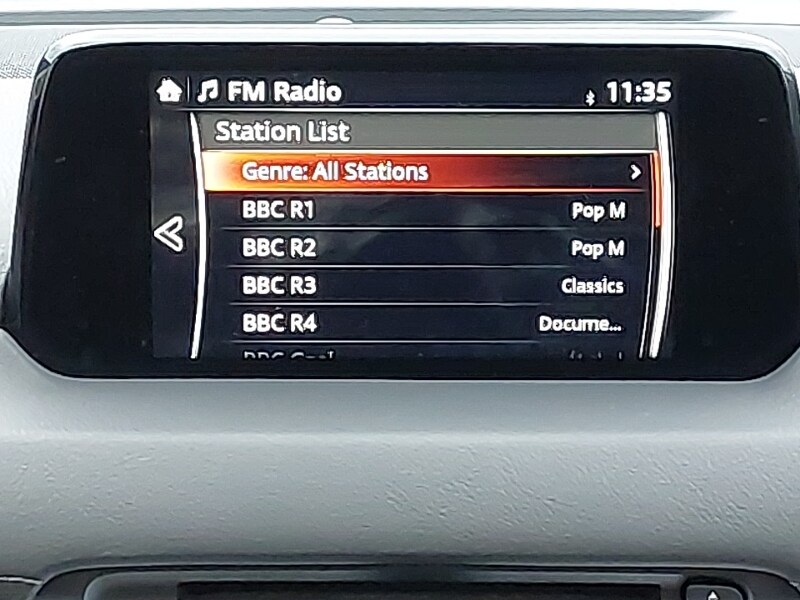 FM Radio 11:35
Station List
Genre: All Stations
BBC R1 Pop M
BBC R2 Pop M
BBC R3 Classics
BBC R4 Docume...
BBC